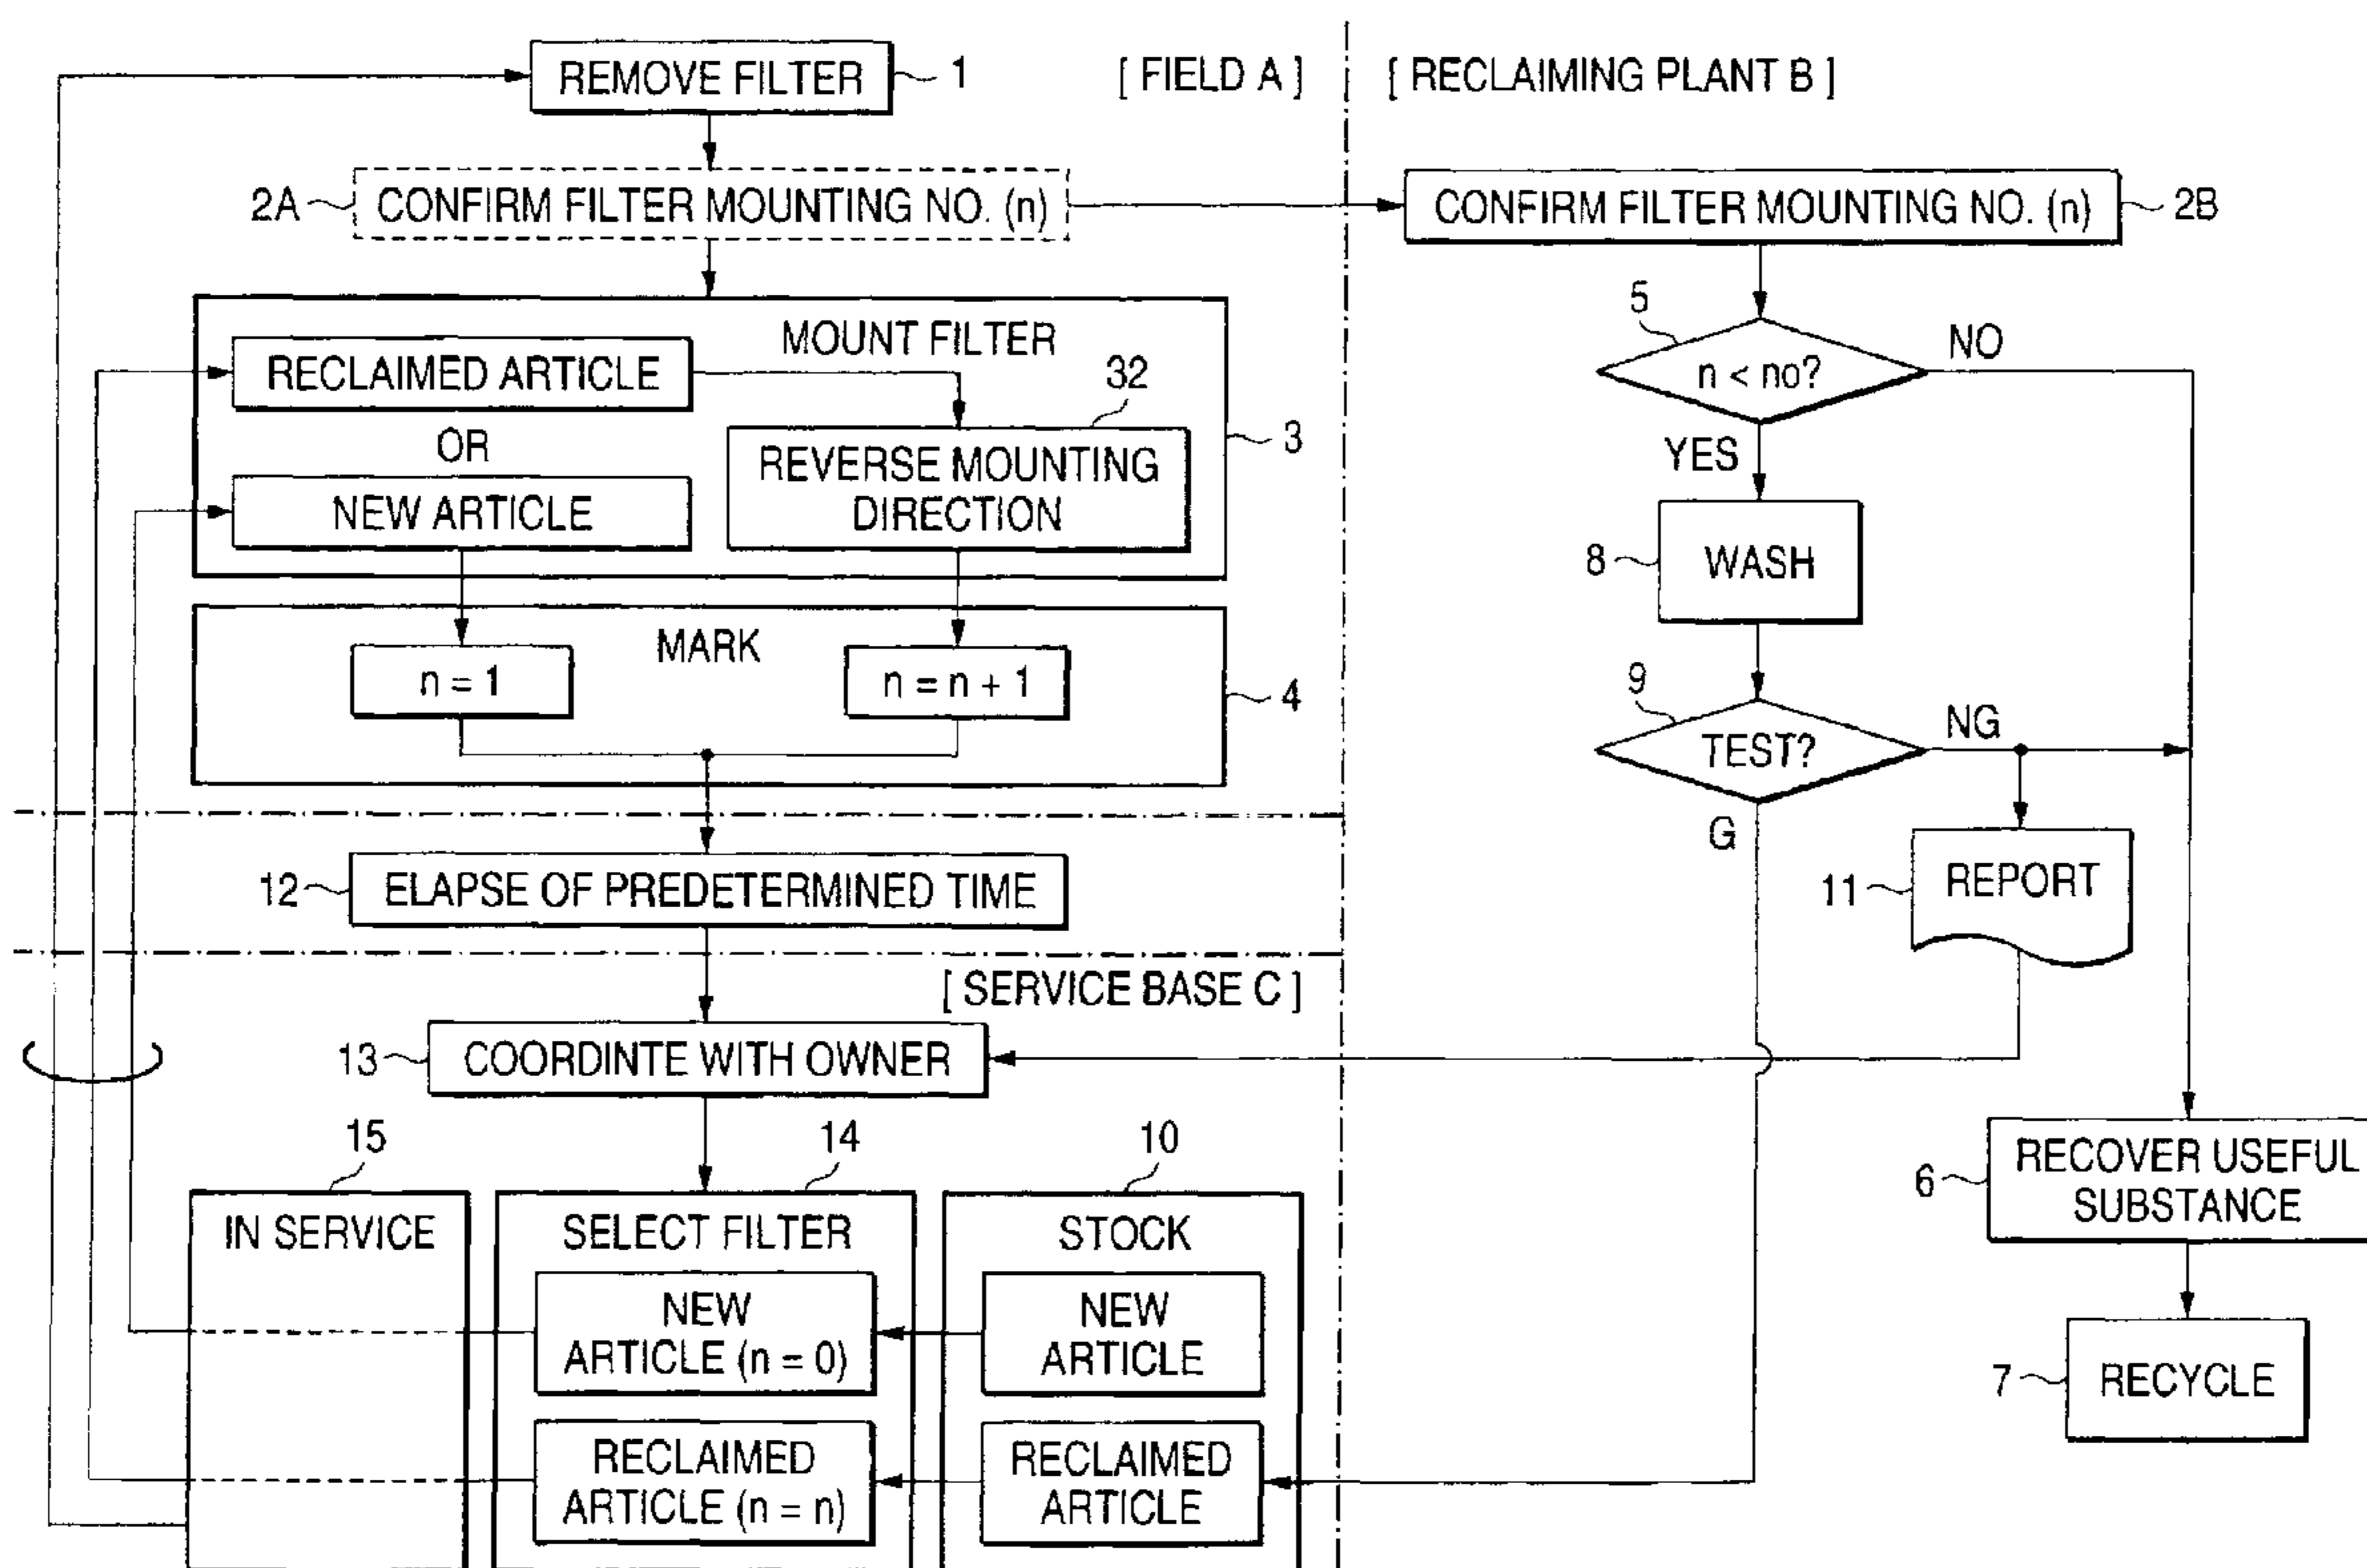 REMOVE FILTER
1
[ FIELD A ]
[ RECLAIMING PLANT B ]
2A
CONFIRM FILTER MOUNTING NO. (n)
CONFIRM FILTER MOUNTING NO. (n)
2B
MOUNT FILTER
RECLAIMED ARTICLE
32
OR
REVERSE MOUNTING
DIRECTION
NEW ARTICLE
3
5
n < no?
NO
YES
8
WASH
MARK
n = 1
n = n + 1
4
9
TEST?
NG
G
11
REPORT
12
ELAPSE OF PREDETERMINED TIME
[ SERVICE BASE C ]
13
COORDINTE WITH OWNER
15
14
10
IN SERVICE
SELECT FILTER
STOCK
NEW
ARTICLE (n = 0)
NEW
ARTICLE
RECLAIMED
ARTICLE (n = n)
RECLAIMED
ARTICLE
6
RECOVER USEFUL
SUBSTANCE
7
RECYCLE